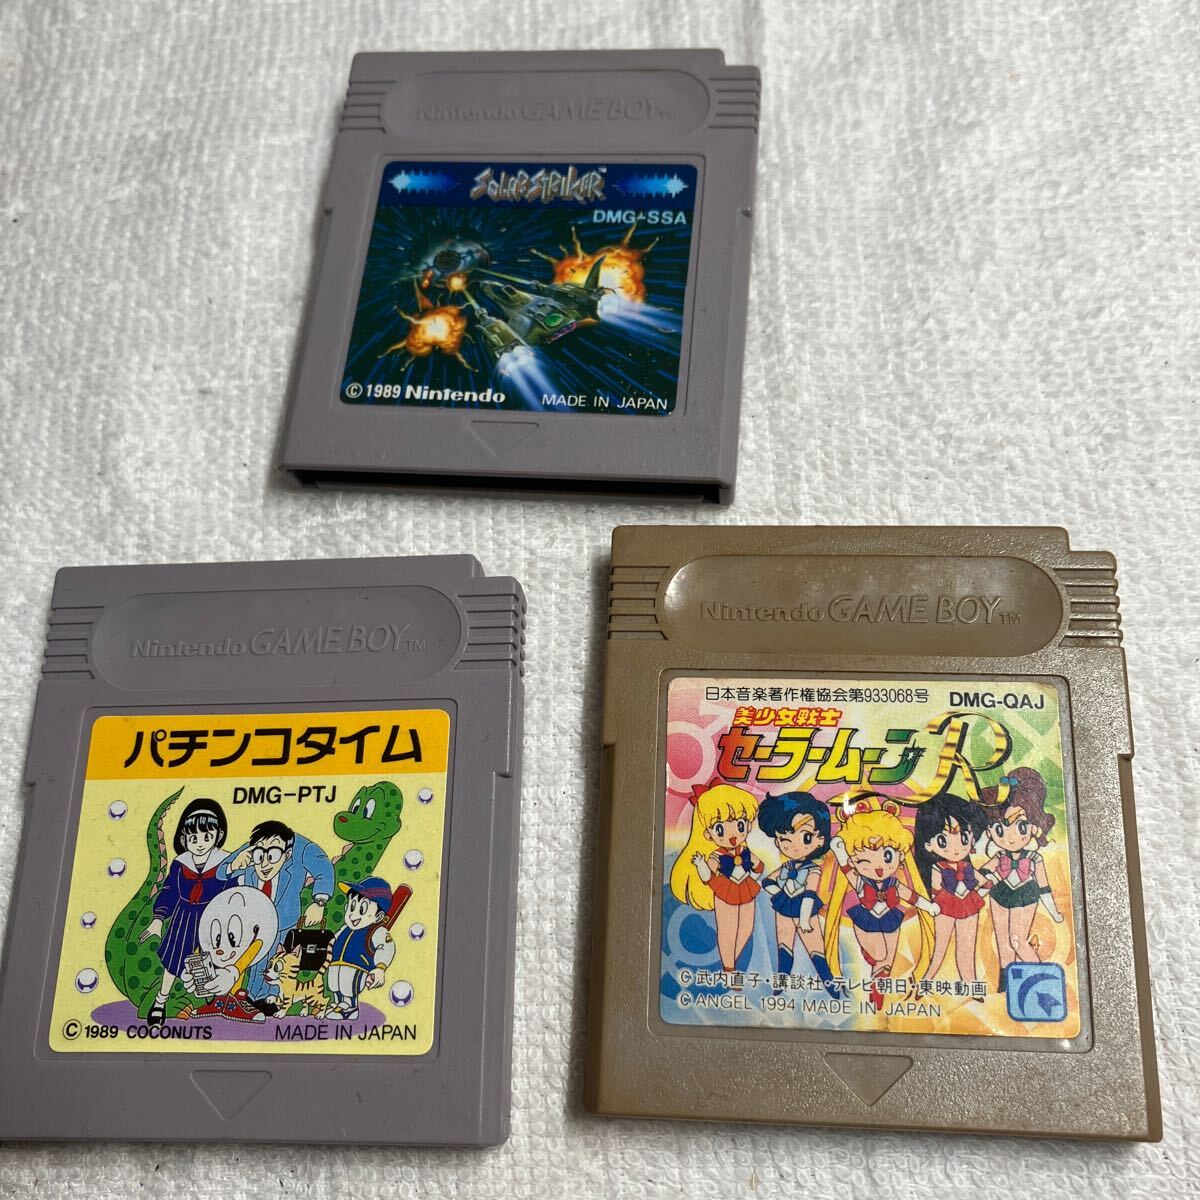 Nintendo GAME BOY TM
SOLARSTRIKER TM
DMG-SSA
© 1989 Nintendo
MADE IN JAPAN
Nintendo GAME BOY TM
パチンコタイム
DMG-PTJ
© 1989 COCONUTS
MADE IN JAPAN
Nintendo GAME BOY TM
日本音楽著作権協会第933068号 DMG-QAJ
美少女戦士
セーラームーンR
© 武内直子・講談社・テレビ朝日・東映動画
© ANGEL 1994 MADE IN JAPAN